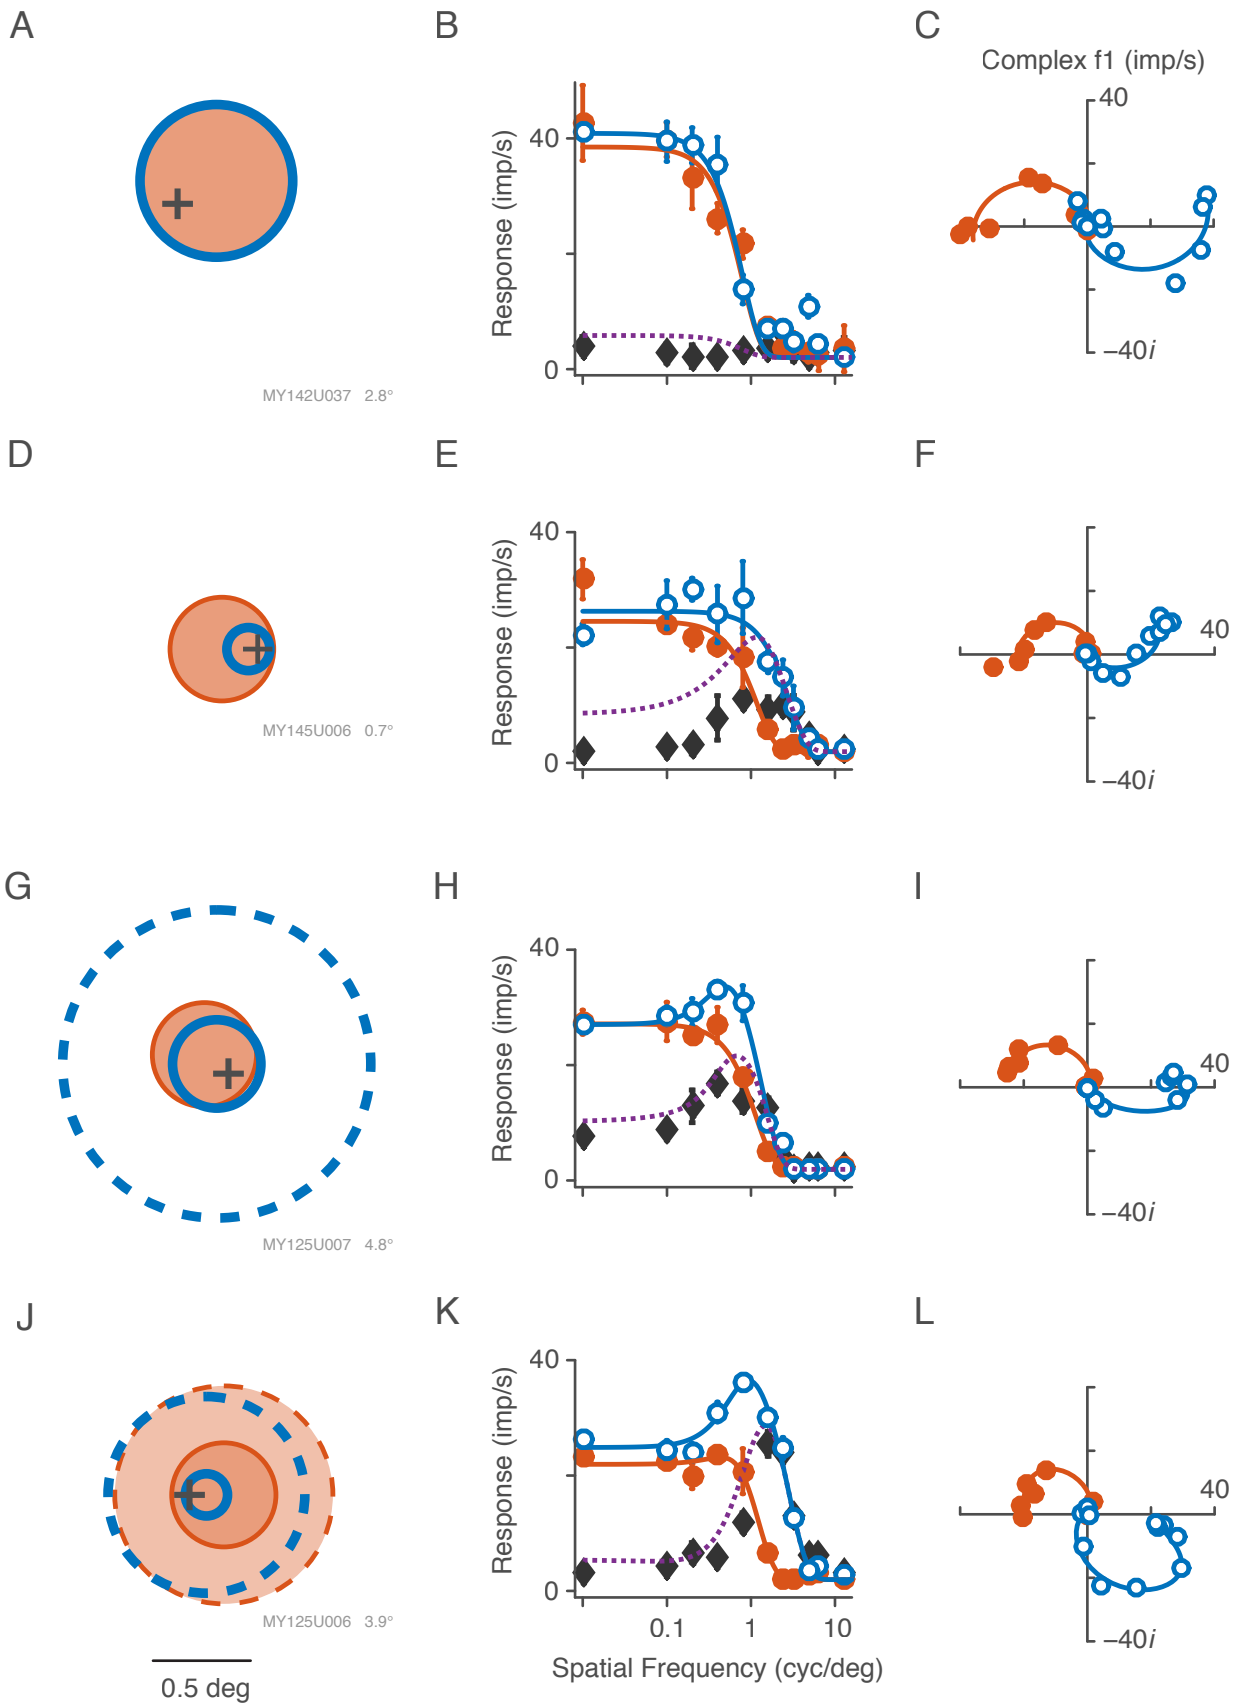 A
B
C
Complex f1 (imp/s)
40
−40i
Response (imp/s)
40
0
MY142U037 2.8°
D
E
F
Response (imp/s)
40
0
40
−40i
MY145U006 0.7°
G
H
I
Response (imp/s)
40
0
40
−40i
MY125U007 4.8°
J
K
L
Response (imp/s)
40
0
40
−40i
MY125U006 3.9°
0.1 1 10
Spatial Frequency (cyc/deg)
0.5 deg